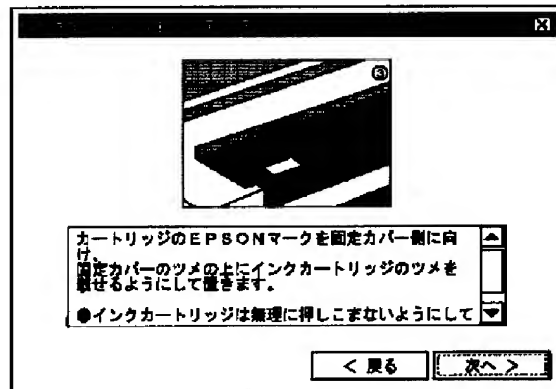 ③
カートリッジのEPSONマークを固定カバー側に向
け、
固定カバーのツメの上にインクカートリッジのツメを
載せるようにして置きます。
●インクカートリッジは無理に押しこまないようにして
< 戻る
次へ >